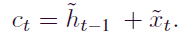 c_t = \tilde{h}_{t-1} + \tilde{x}_t.